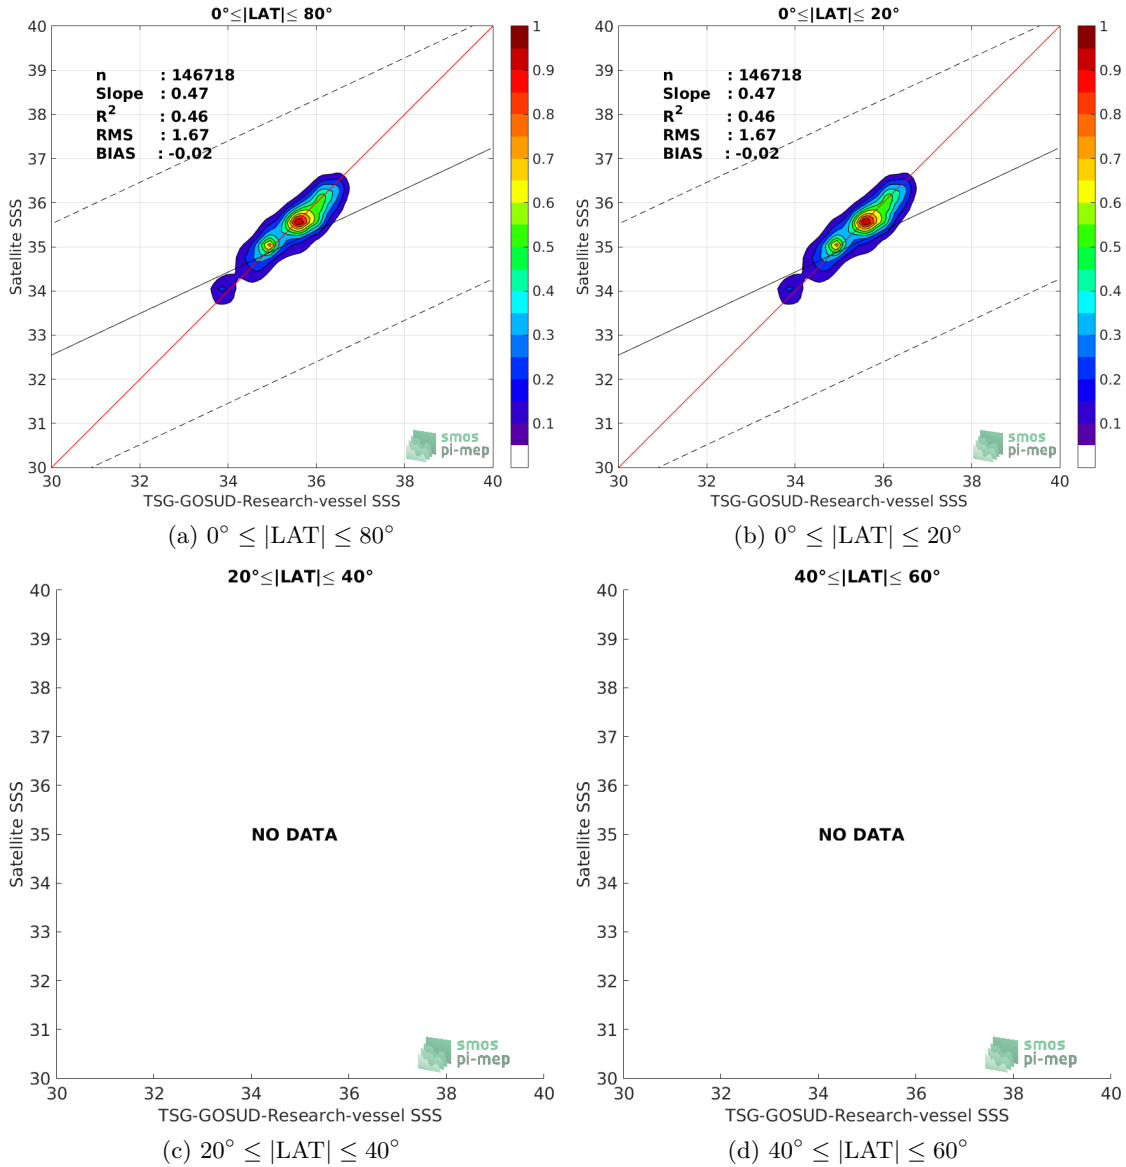 0°≤|LAT|≤ 80°
40
39
38
37
36
35
34
33
32
31
30
Satellite SSS
n : 146718
Slope : 0.47
R² : 0.46
RMS : 1.67
BIAS : -0.02
1
0.9
0.8
0.7
0.6
0.5
0.4
0.3
0.2
0.1
smos
pi-mep
30 32 34 36 38 40
TSG-GOSUD-Research-vessel SSS
(a) 0° ≤ |LAT| ≤ 80°
0°≤|LAT|≤ 20°
40
39
38
37
36
35
34
33
32
31
30
Satellite SSS
n : 146718
Slope : 0.47
R² : 0.46
RMS : 1.67
BIAS : -0.02
1
0.9
0.8
0.7
0.6
0.5
0.4
0.3
0.2
0.1
smos
pi-mep
30 32 34 36 38 40
TSG-GOSUD-Research-vessel SSS
(b) 0° ≤ |LAT| ≤ 20°
20°≤|LAT|≤ 40°
40
39
38
37
36
35
34
33
32
31
30
Satellite SSS
NO DATA
smos
pi-mep
30 32 34 36 38 40
TSG-GOSUD-Research-vessel SSS
(c) 20° ≤ |LAT| ≤ 40°
40°≤|LAT|≤ 60°
40
39
38
37
36
35
34
33
32
31
30
Satellite SSS
NO DATA
smos
pi-mep
30 32 34 36 38 40
TSG-GOSUD-Research-vessel SSS
(d) 40° ≤ |LAT| ≤ 60°